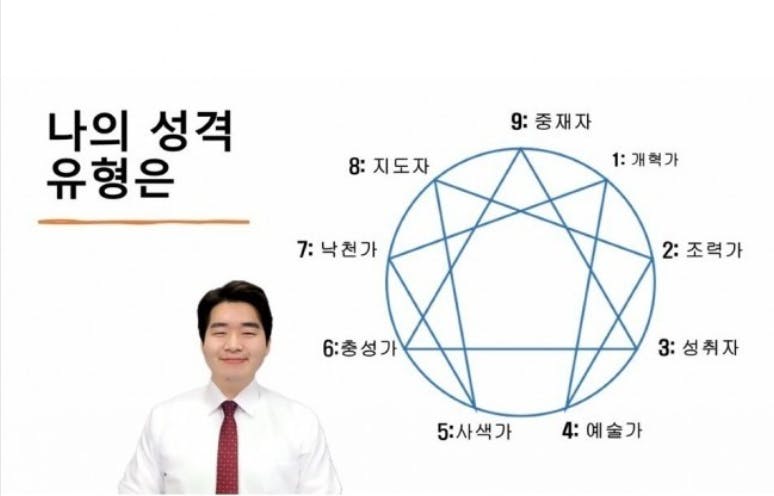 나의 성격
유형은
9: 중재자
8: 지도자
1: 개혁가
7: 낙천가
2: 조력가
6:충성가
3: 성취자
5:사색가
4: 예술가